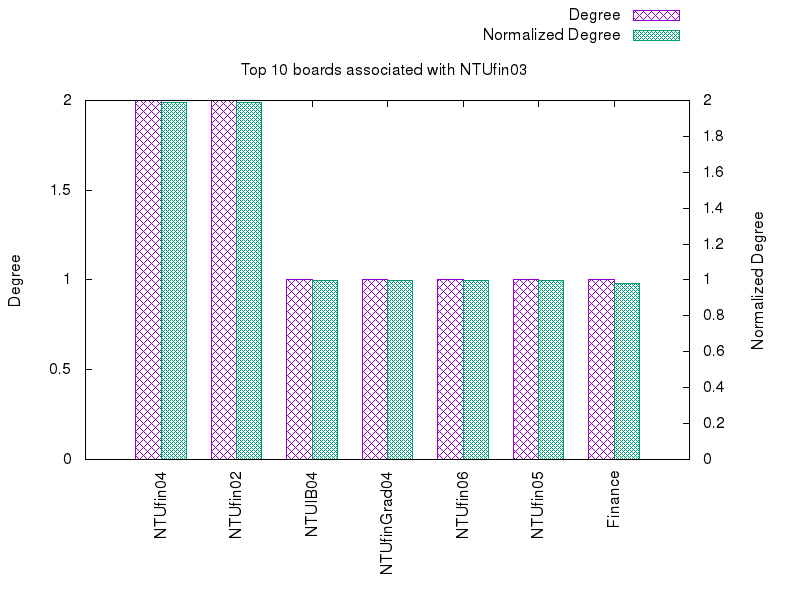 Degree
Normalized Degree
Top 10 boards associated with NTUfin03
2
1.5
1
0.5
0
2
1.8
1.6
1.4
1.2
1
0.8
0.6
0.4
0.2
0
Degree
Normalized Degree
NTUfin04
NTUfin02
NTUIB04
NTUfinGrad04
NTUfin06
NTUfin05
Finance